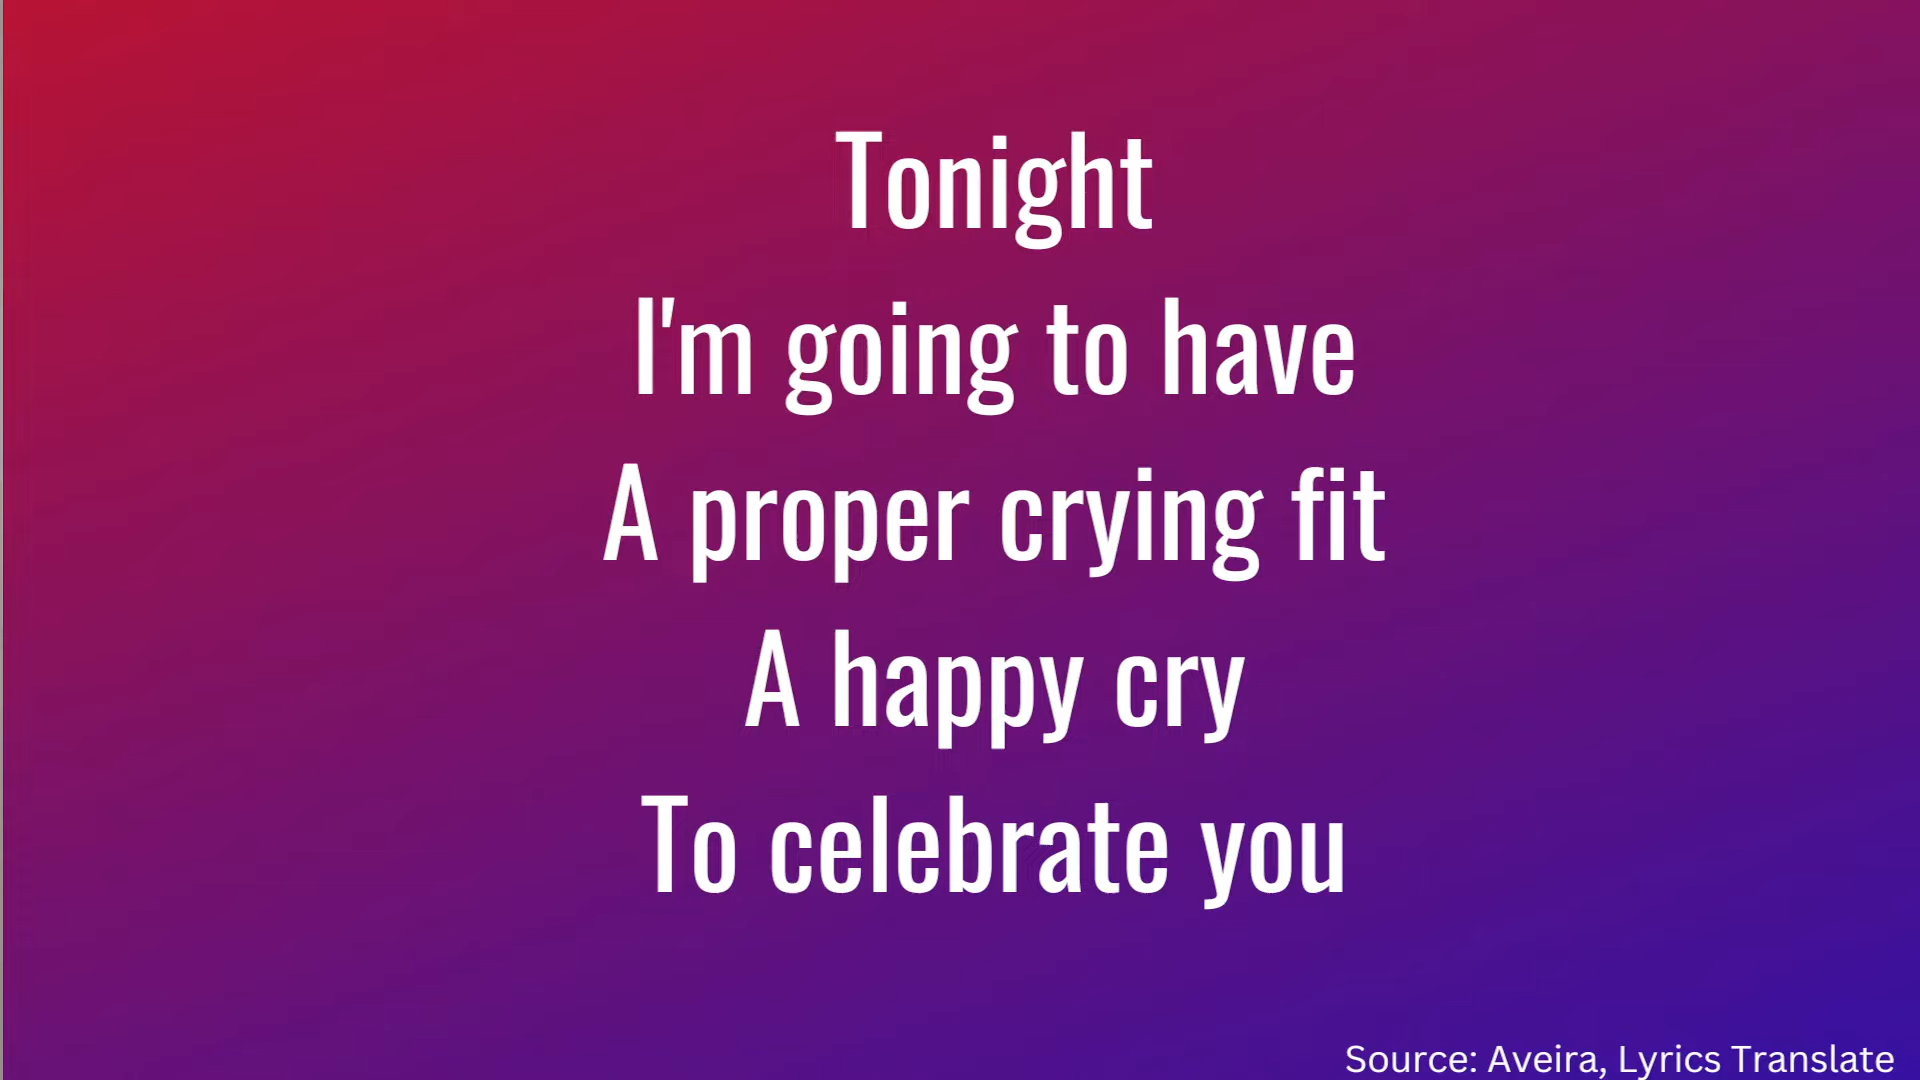 Tonight
I'm going to have
A proper crying fit
A happy cry
To celebrate you
Source: Aveira, Lyrics Translate